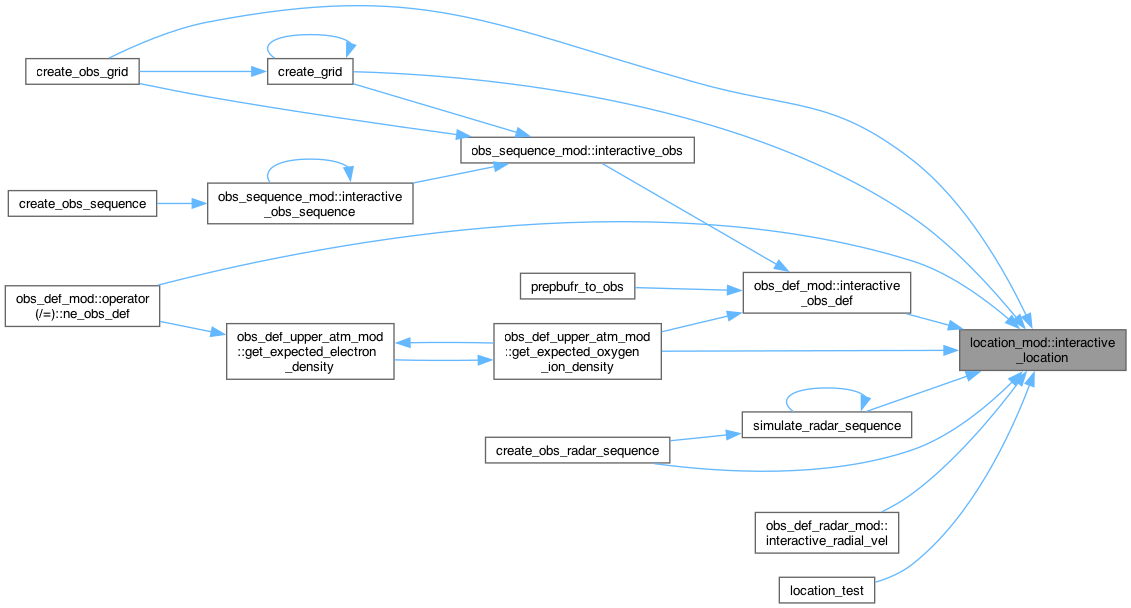 create_obs_grid
create_grid
obs_sequence_mod::interactive_obs
obs_sequence_mod::interactive
_obs_sequence
create_obs_sequence
obs_def_mod::operator
(/=)::ne_obs_def
prepbufr_to_obs
obs_def_mod::interactive
_obs_def
obs_def_upper_atm_mod
::get_expected_electron
_density
obs_def_upper_atm_mod
::get_expected_oxygen
_ion_density
location_mod::interactive
_location
simulate_radar_sequence
create_obs_radar_sequence
obs_def_radar_mod::
interactive_radial_vel
location_test